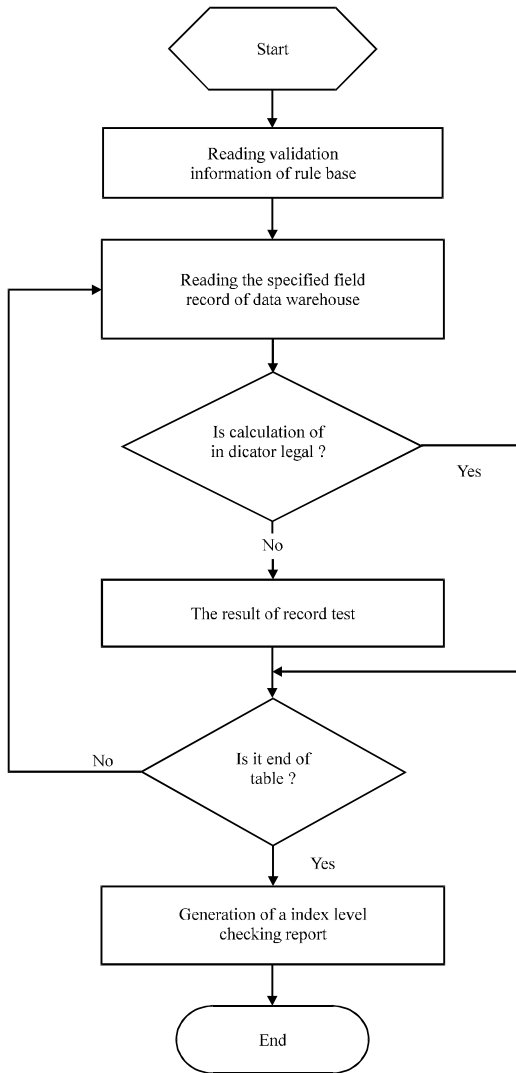 Start
Reading validation
information of rule base
Reading the specified field
record of data warehouse
Is calculation of
in dicator legal ?
Yes
No
The result of record test
Is it end of
table ?
No
Yes
Generation of a index level
checking report
End